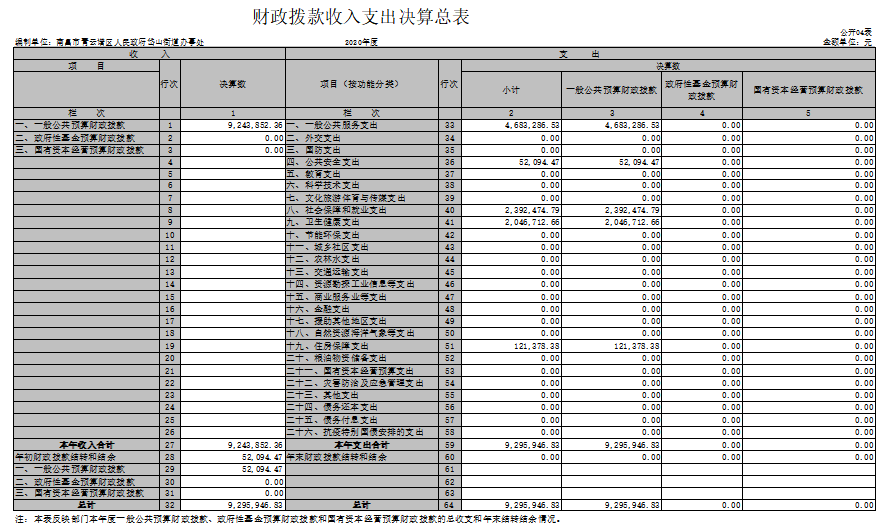 财政拨款收入支出决算总表
公开04表
编制单位：南昌市青云谱区人民政府岱山街道办事处 2020年度 金额单位：元
收 入 支 出
项 目 行次 决算数 项目（按功能分类） 行次 决算数
小计 一般公共预算财政拨款 政府性基金预算财政拨款 国有资本经营预算财政拨款
栏 次 1 栏 次 2 3 4 5
一、一般公共预算财政拨款 1 9,243,852.36 一、一般公共服务支出 33 4,683,286.53 4,683,286.53 0.00 0.00
二、政府性基金预算财政拨款 2 0.00 二、外交支出 34 0.00 0.00 0.00 0.00
三、国有资本经营预算财政拨款 3 0.00 三、国防支出 35 0.00 0.00 0.00 0.00
4 四、公共安全支出 36 52,094.47 52,094.47 0.00 0.00
5 五、教育支出 37 0.00 0.00 0.00 0.00
6 六、科学技术支出 38 0.00 0.00 0.00 0.00
7 七、文化旅游体育与传媒支出 39 0.00 0.00 0.00 0.00
8 八、社会保障和就业支出 40 2,392,474.79 2,392,474.79 0.00 0.00
9 九、卫生健康支出 41 2,046,712.66 2,046,712.66 0.00 0.00
10 十、节能环保支出 42 0.00 0.00 0.00 0.00
11 十一、城乡社区支出 43 0.00 0.00 0.00 0.00
12 十二、农林水支出 44 0.00 0.00 0.00 0.00
13 十三、交通运输支出 45 0.00 0.00 0.00 0.00
14 十四、资源勘探工业信息等支出 46 0.00 0.00 0.00 0.00
15 十五、商业服务业等支出 47 0.00 0.00 0.00 0.00
16 十六、金融支出 48 0.00 0.00 0.00 0.00
17 十七、援助其他地区支出 49 0.00 0.00 0.00 0.00
18 十八、自然资源海洋气象等支出 50 0.00 0.00 0.00 0.00
19 十九、住房保障支出 51 121,378.38 121,378.38 0.00 0.00
20 二十、粮油物资储备支出 52 0.00 0.00 0.00 0.00
21 二十一、国有资本经营预算支出 53 0.00 0.00 0.00 0.00
22 二十二、灾害防治及应急管理支出 54 0.00 0.00 0.00 0.00
23 二十三、其他支出 55 0.00 0.00 0.00 0.00
24 二十四、债务还本支出 56 0.00 0.00 0.00 0.00
25 二十五、债务付息支出 57 0.00 0.00 0.00 0.00
26 二十六、抗疫特别国债安排的支出 58 0.00 0.00 0.00 0.00
本年收入合计 27 9,243,852.36 本年支出合计 59 9,295,946.83 9,295,946.83 0.00 0.00
年初财政拨款结转和结余 28 52,094.47 年末财政拨款结转和结余 60 0.00 0.00 0.00 0.00
一、一般公共预算财政拨款 29 52,094.47 61
二、政府性基金预算财政拨款 30 0.00 62
三、国有资本经营预算财政拨款 31 0.00 63
总计 32 9,295,946.83 总计 64 9,295,946.83 9,295,946.83 0.00 0.00
注：本表反映部门本年度一般公共预算财政拨款、政府性基金预算财政拨款和国有资本经营预算财政拨款的总收支和年末结转结余情况。